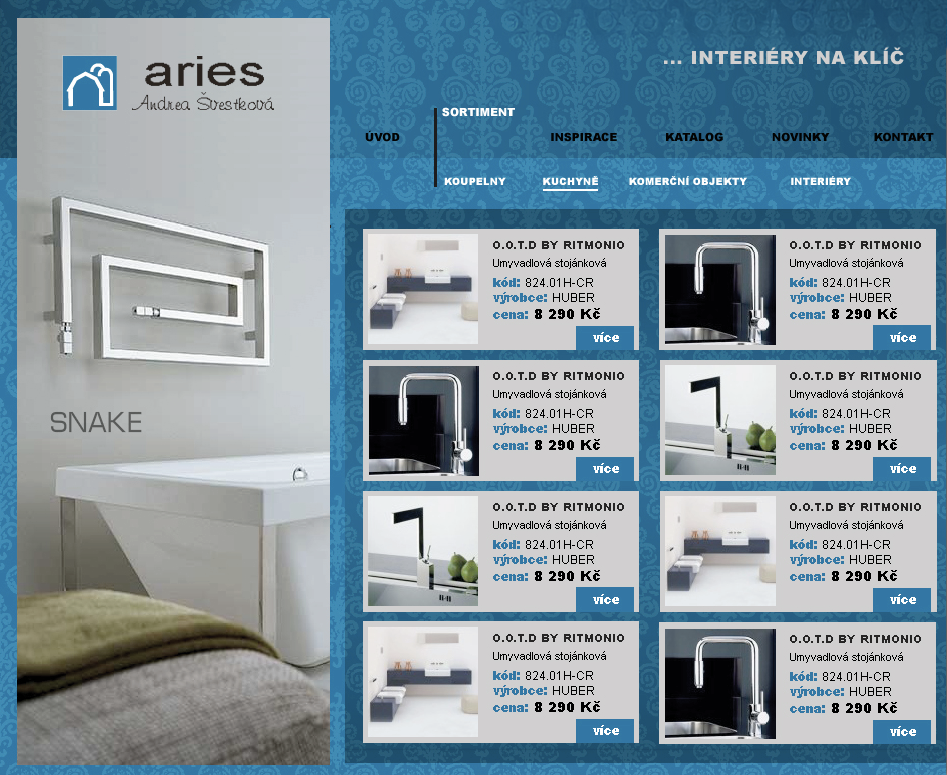 aries
Andrea Švestková
SNAKE
... INTERIÉRY NA KLÍČ
SORTIMENT
ÚVOD INSPIRACE KATALOG NOVINKY KONTAKT
KOUPELNY KUCHYNĚ KOMERČNÍ OBJEKTY INTERIÉRY
O.O.T.D BY RITMONIO
Umyvadlová stojánková
kód: 824.01H-CR
výrobce: HUBER
cena: 8 290 Kč
více
O.O.T.D BY RITMONIO
Umyvadlová stojánková
kód: 824.01H-CR
výrobce: HUBER
cena: 8 290 Kč
více
O.O.T.D BY RITMONIO
Umyvadlová stojánková
kód: 824.01H-CR
výrobce: HUBER
cena: 8 290 Kč
více
O.O.T.D BY RITMONIO
Umyvadlová stojánková
kód: 824.01H-CR
výrobce: HUBER
cena: 8 290 Kč
více
O.O.T.D BY RITMONIO
Umyvadlová stojánková
kód: 824.01H-CR
výrobce: HUBER
cena: 8 290 Kč
více
O.O.T.D BY RITMONIO
Umyvadlová stojánková
kód: 824.01H-CR
výrobce: HUBER
cena: 8 290 Kč
více
O.O.T.D BY RITMONIO
Umyvadlová stojánková
kód: 824.01H-CR
výrobce: HUBER
cena: 8 290 Kč
více
O.O.T.D BY RITMONIO
Umyvadlová stojánková
kód: 824.01H-CR
výrobce: HUBER
cena: 8 290 Kč
více